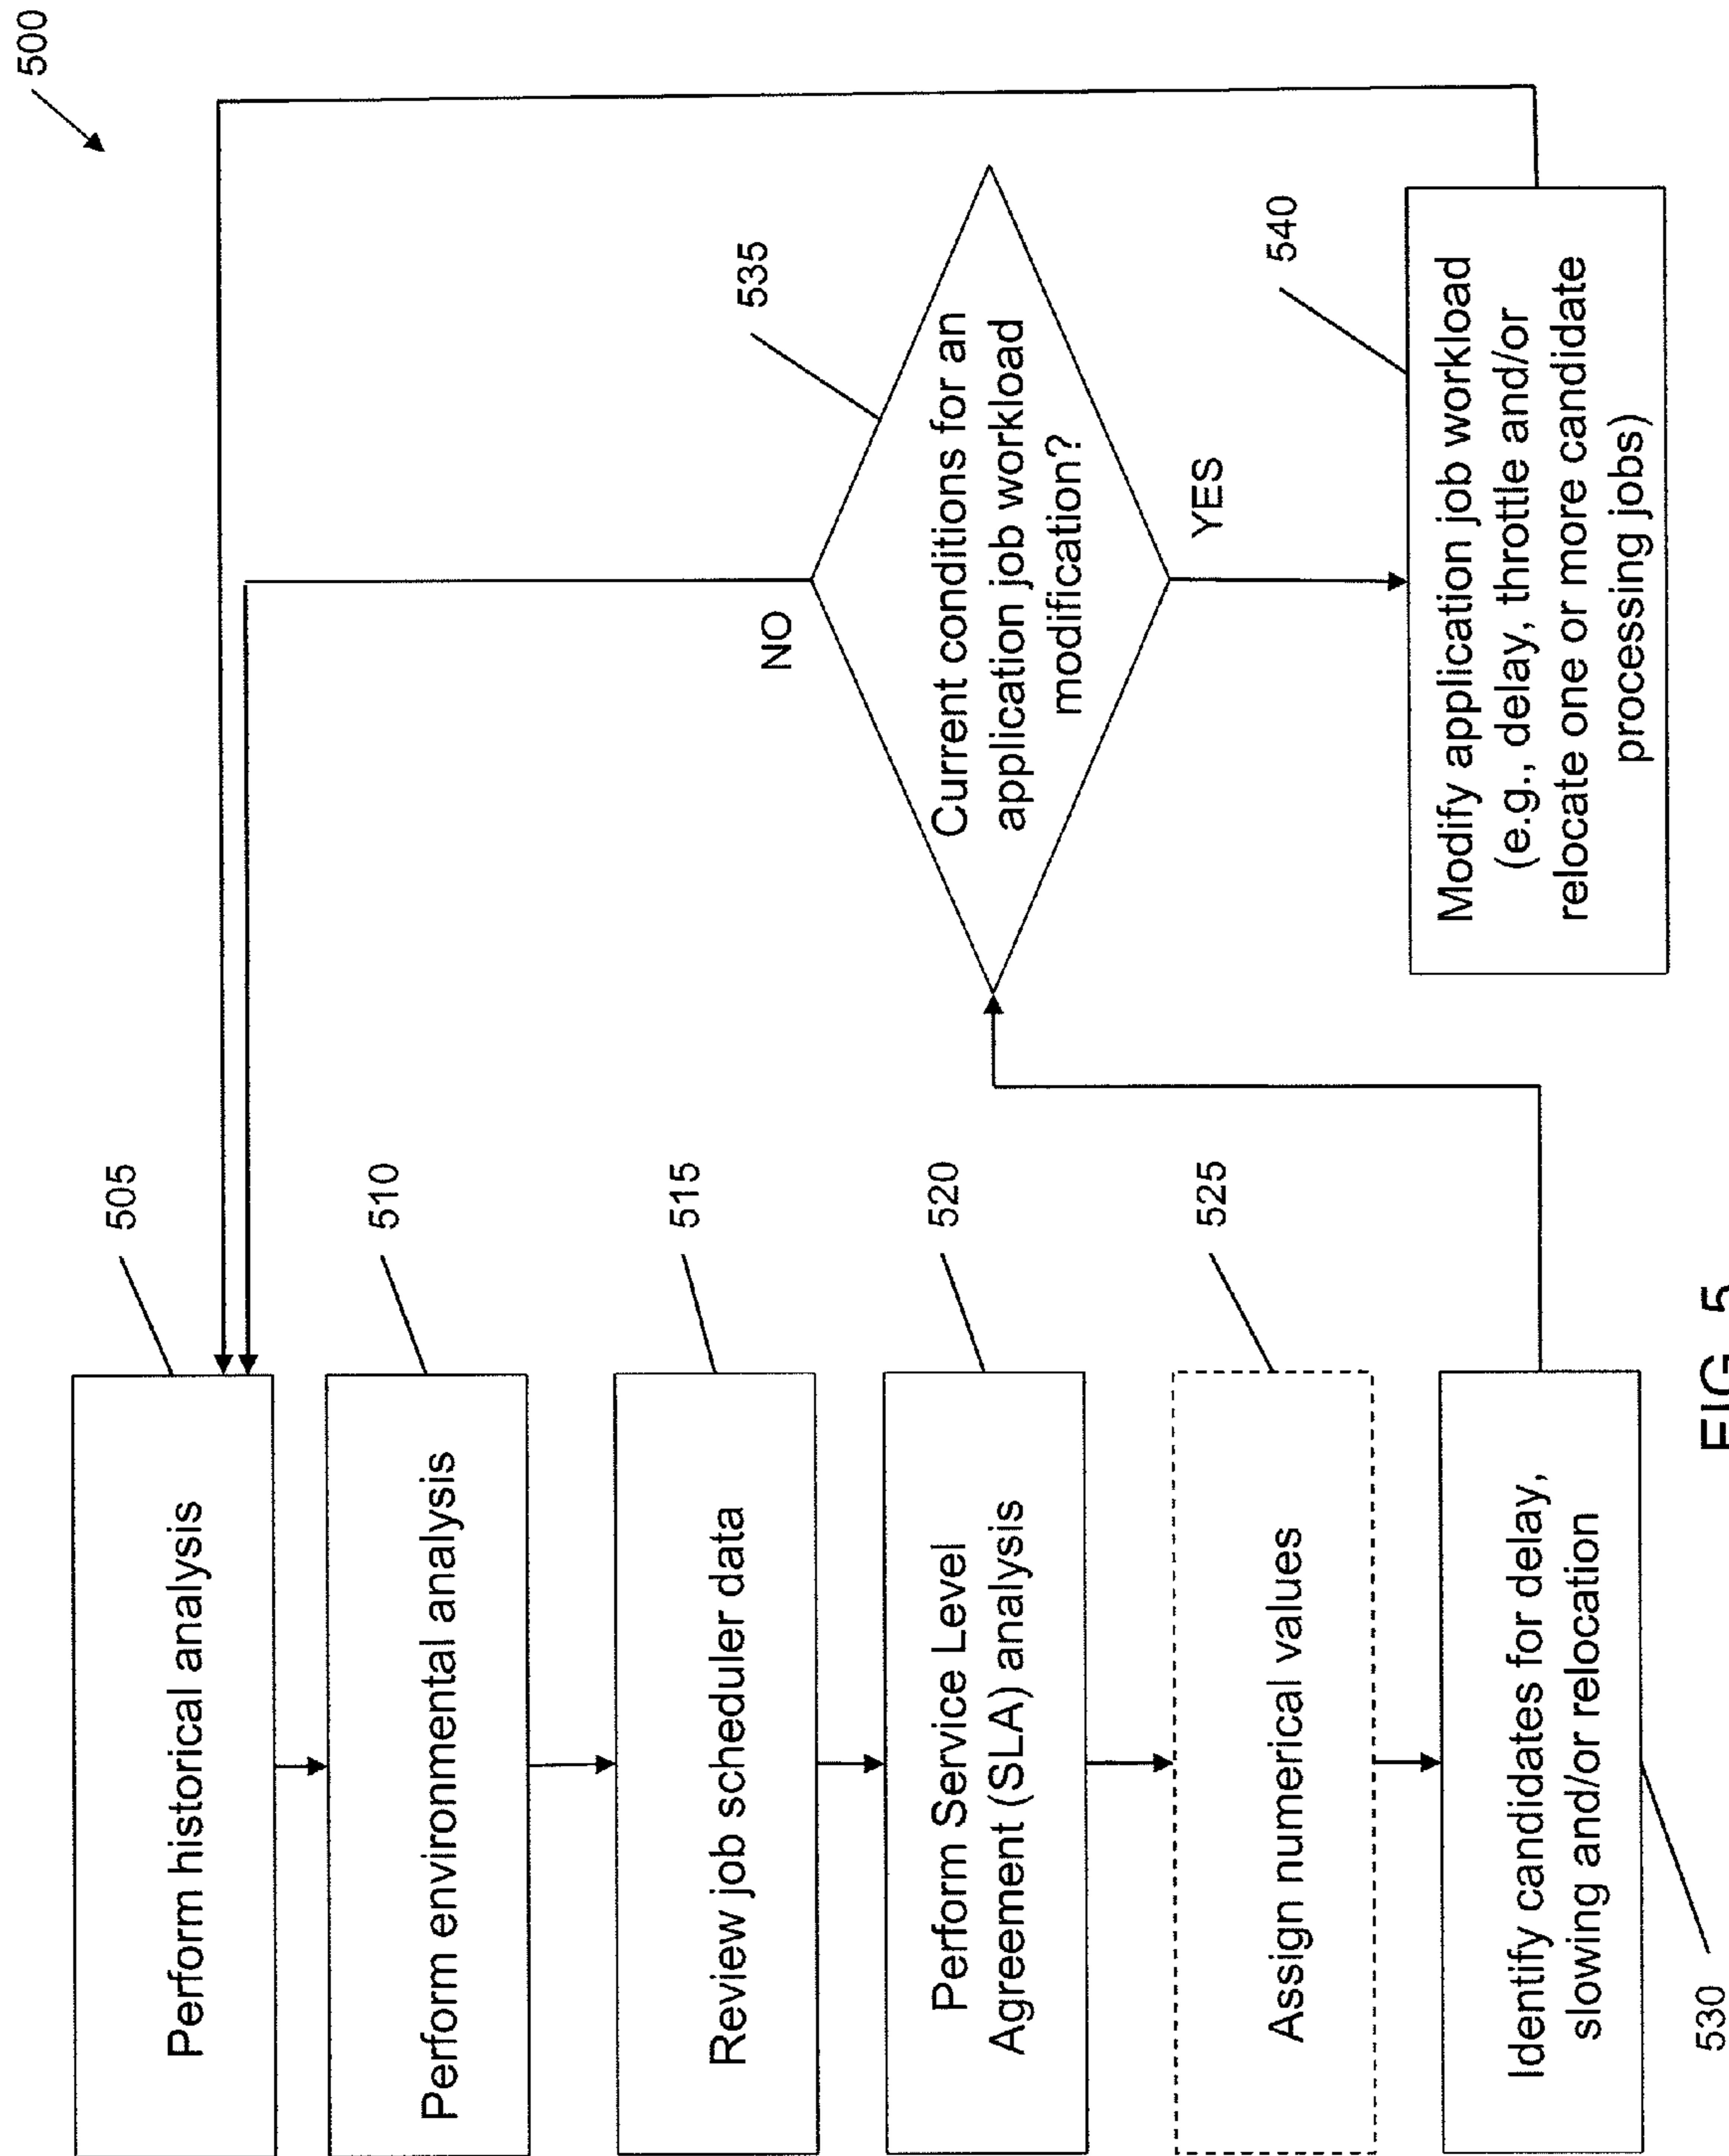 500
505
Perform historical analysis
510
Perform environmental analysis
515
Review job scheduler data
520
Perform Service Level
Agreement (SLA) analysis
525
Assign numerical values
Identify candidates for delay,
slowing and/or relocation
530
535
NO
Current conditions for an
application job workload
modification?
YES
540
Modify application job workload
(e.g., delay, throttle and/or
relocate one or more candidate
processing jobs)
FIG. 5